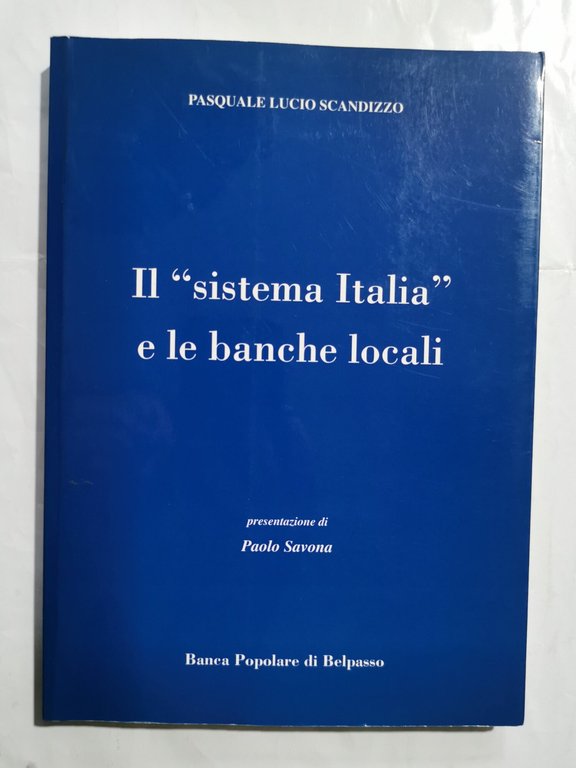 PASQUALE LUCIO SCANDIZZO
Il “sistema Italia”
e le banche locali
presentazione di
Paolo Savona
Banca Popolare di Belpasso